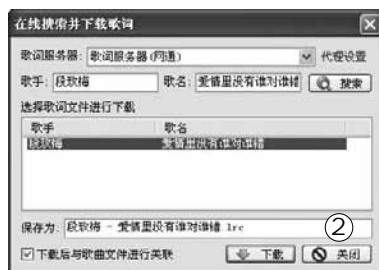 在线搜索并下载歌词
歌词服务器: 歌词服务器(网通) 代理设置
歌手: 段玫梅 歌名: 爱情里没有谁对谁错 搜索
选择歌词文件进行下载
歌手 歌名
段玫梅 爱情里没有谁对谁错
保存为: 段玫梅 - 爱情里没有谁对谁错.lrc
②
下载后与歌曲文件进行关联 下载 关闭